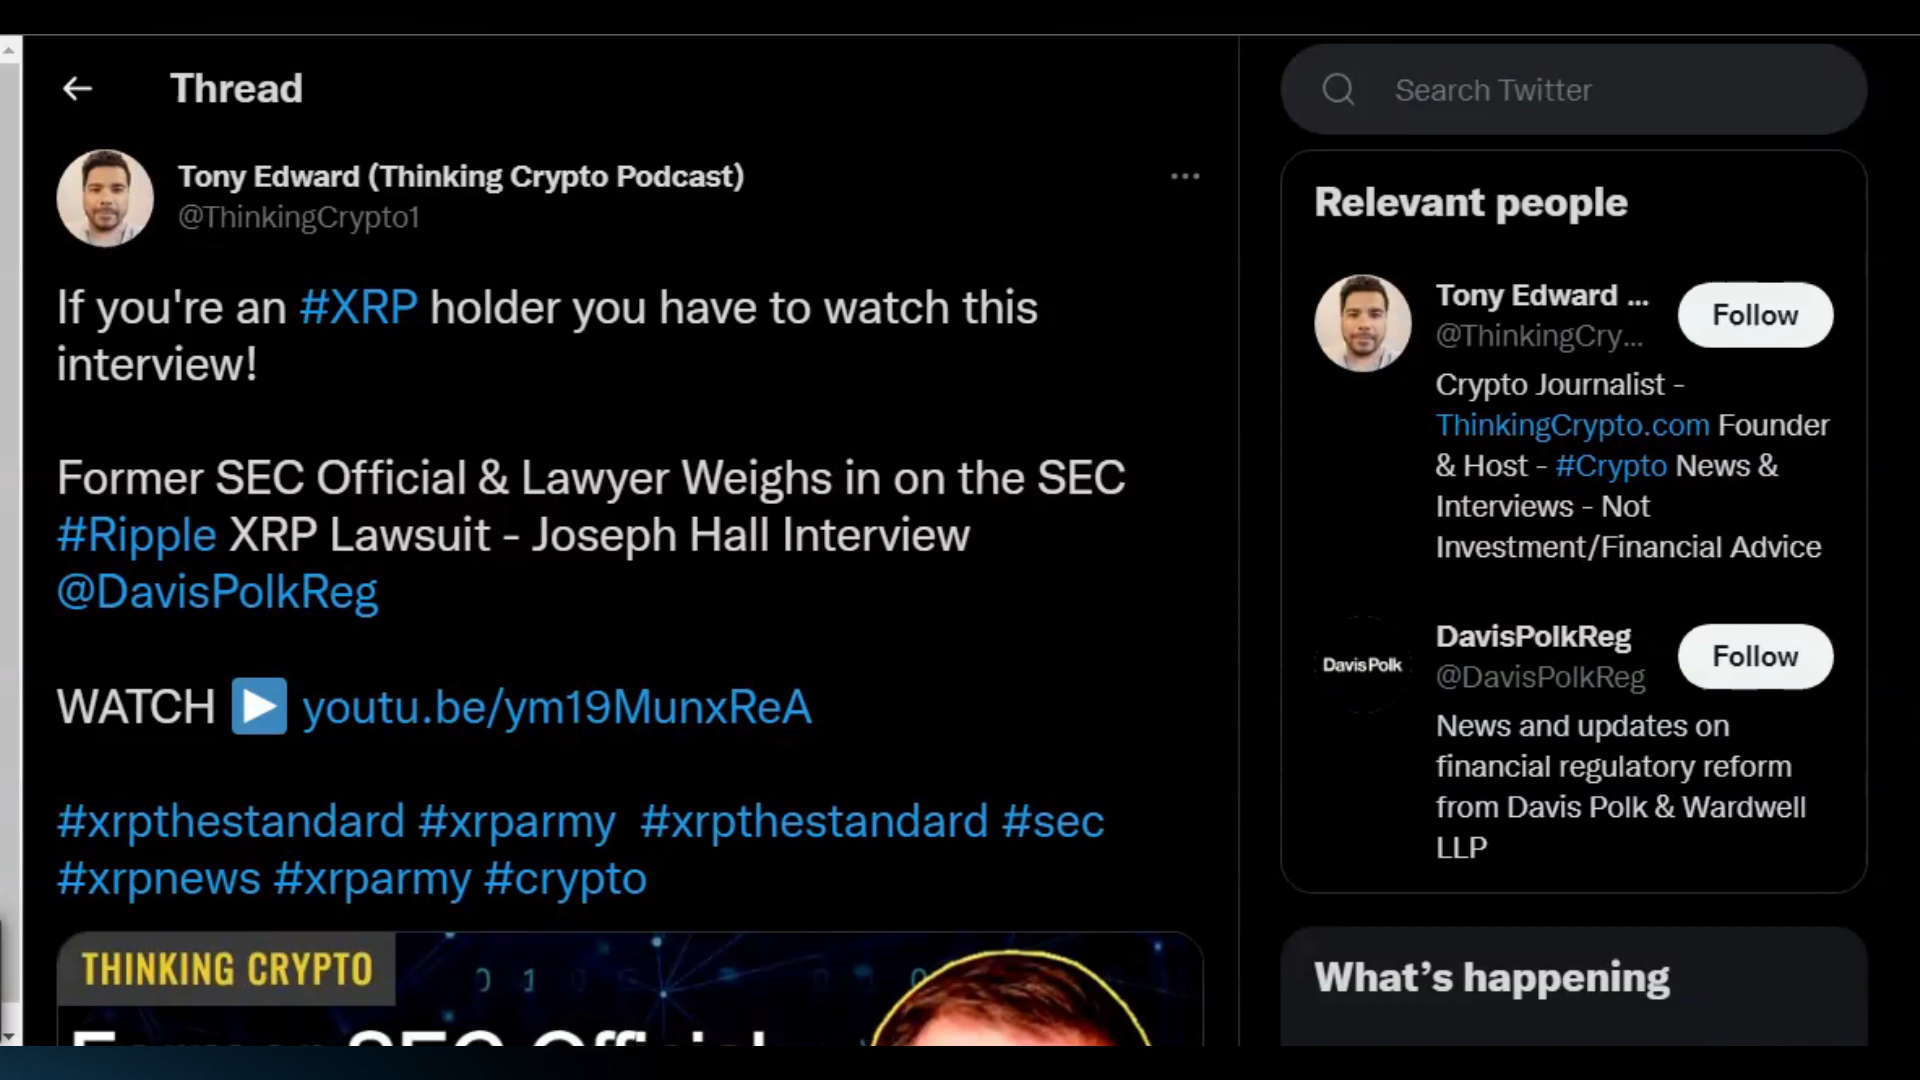 Thread
Tony Edward (Thinking Crypto Podcast)
@ThinkingCrypto1
If you're an #XRP holder you have to watch this
interview!
Former SEC Official & Lawyer Weighs in on the SEC
#Ripple XRP Lawsuit - Joseph Hall Interview
@DavisPolkReg
WATCH ▶️ youtu.be/ym19MunxReA
#xrpthestandard #xrparmy #xrpthestandard #sec
#xrpnews #xrparmy #crypto
THINKING CRYPTO
Former SEC Official
Search Twitter
Relevant people
Tony Edward ...
@ThinkingCry...
Follow
Crypto Journalist -
ThinkingCrypto.com Founder
& Host - #Crypto News &
Interviews - Not
Investment/Financial Advice
DavisPolk
DavisPolkReg
@DavisPolkReg
Follow
News and updates on
financial regulatory reform
from Davis Polk & Wardwell
LLP
What's happening